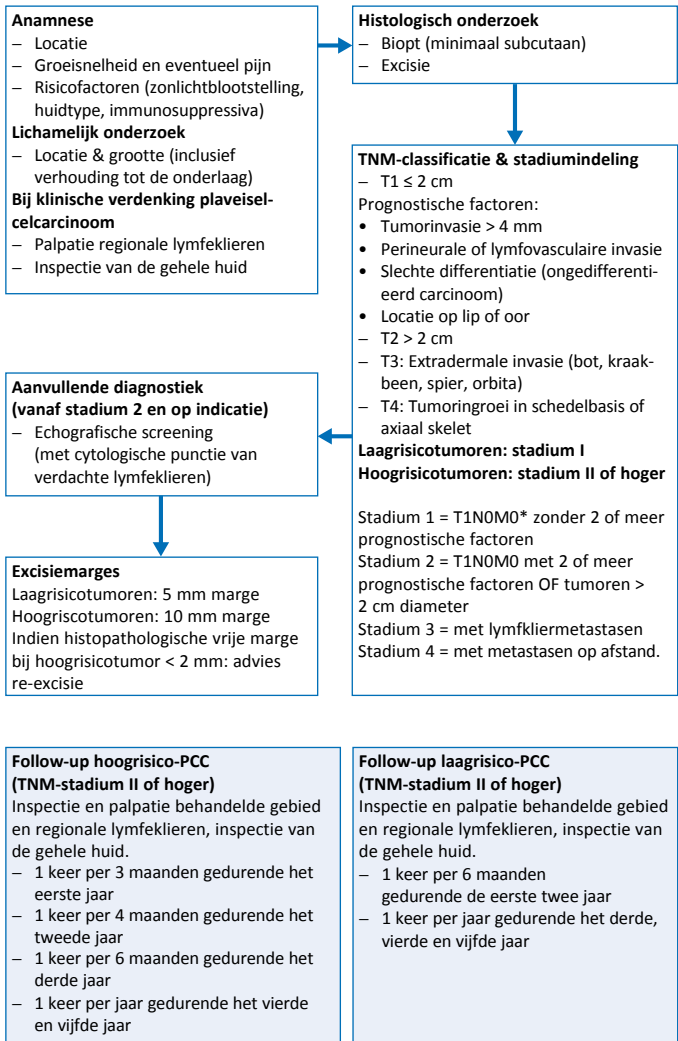 Anamnese
– Locatie
– Groeisnelheid en eventueel pijn
– Risicofactoren (zonlichtblootstelling,
huidtype, immunosuppressiva)
Lichamelijk onderzoek
– Locatie & grootte (inclusief
verhouding tot de onderlaag)
Bij klinische verdenking plaveisel-
celcarcinoom
– Palpatie regionale lymfeklieren
– Inspectie van de gehele huid
Histologisch onderzoek
– Biopt (minimaal subcutaan)
– Excisie
TNM-classificatie & stadiumindeling
– T1 ≤ 2 cm
Prognostische factoren:
• Tumorinvasie > 4 mm
• Perineurale of lymfovasculaire invasie
• Slechte differentiatie (ongedifferenti-
eerd carcinoom)
• Locatie op lip of oor
– T2 > 2 cm
– T3: Extradermale invasie (bot, kraak-
been, spier, orbita)
– T4: Tumoringroei in schedelbasis of
axiaal skelet
Laagrisicotumoren: stadium I
Hoogrisicotumoren: stadium II of hoger
Stadium 1 = T1N0M0* zonder 2 of meer
prognostische factoren
Stadium 2 = T1N0M0 met 2 of meer
prognostische factoren OF tumoren >
2 cm diameter
Stadium 3 = met lymfkliermetastasen
Stadium 4 = met metastasen op afstand.
Aanvullende diagnostiek
(vanaf stadium 2 en op indicatie)
– Echografische screening
(met cytologische punctie van
verdachte lymfeklieren)
Excisiemarges
Laagrisicotumoren: 5 mm marge
Hoogriscotumoren: 10 mm marge
Indien histopathologische vrije marge
bij hoogrisicotumor < 2 mm: advies
re-excisie
Follow-up hoogrisico-PCC
(TNM-stadium II of hoger)
Inspectie en palpatie behandelde gebied
en regionale lymfeklieren, inspectie van
de gehele huid.
– 1 keer per 3 maanden gedurende het
eerste jaar
– 1 keer per 4 maanden gedurende het
tweede jaar
– 1 keer per 6 maanden gedurende het
derde jaar
– 1 keer per jaar gedurende het vierde
en vijfde jaar
Follow-up laagrisico-PCC
(TNM-stadium II of hoger)
Inspectie en palpatie behandelde gebied
en regionale lymfeklieren, inspectie van
de gehele huid.
– 1 keer per 6 maanden
gedurende de eerste twee jaar
– 1 keer per jaar gedurende het derde,
vierde en vijfde jaar